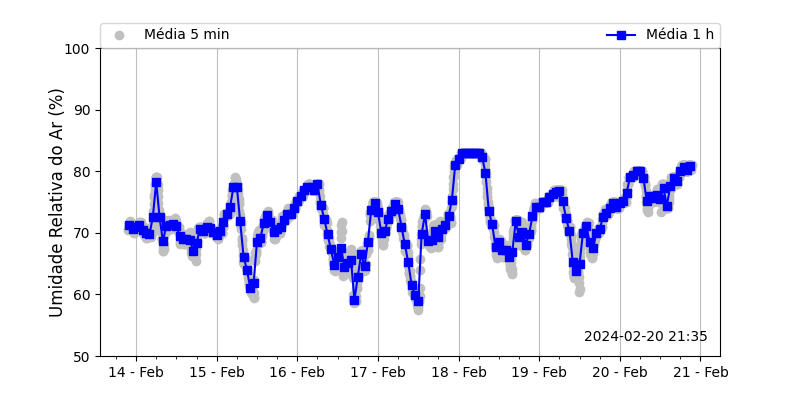 Média 5 min
Média 1 h
Umidade Relativa do Ar (%)
100
90
80
70
60
50
2024-02-20 21:35
14 - Feb
15 - Feb
16 - Feb
17 - Feb
18 - Feb
19 - Feb
20 - Feb
21 - Feb